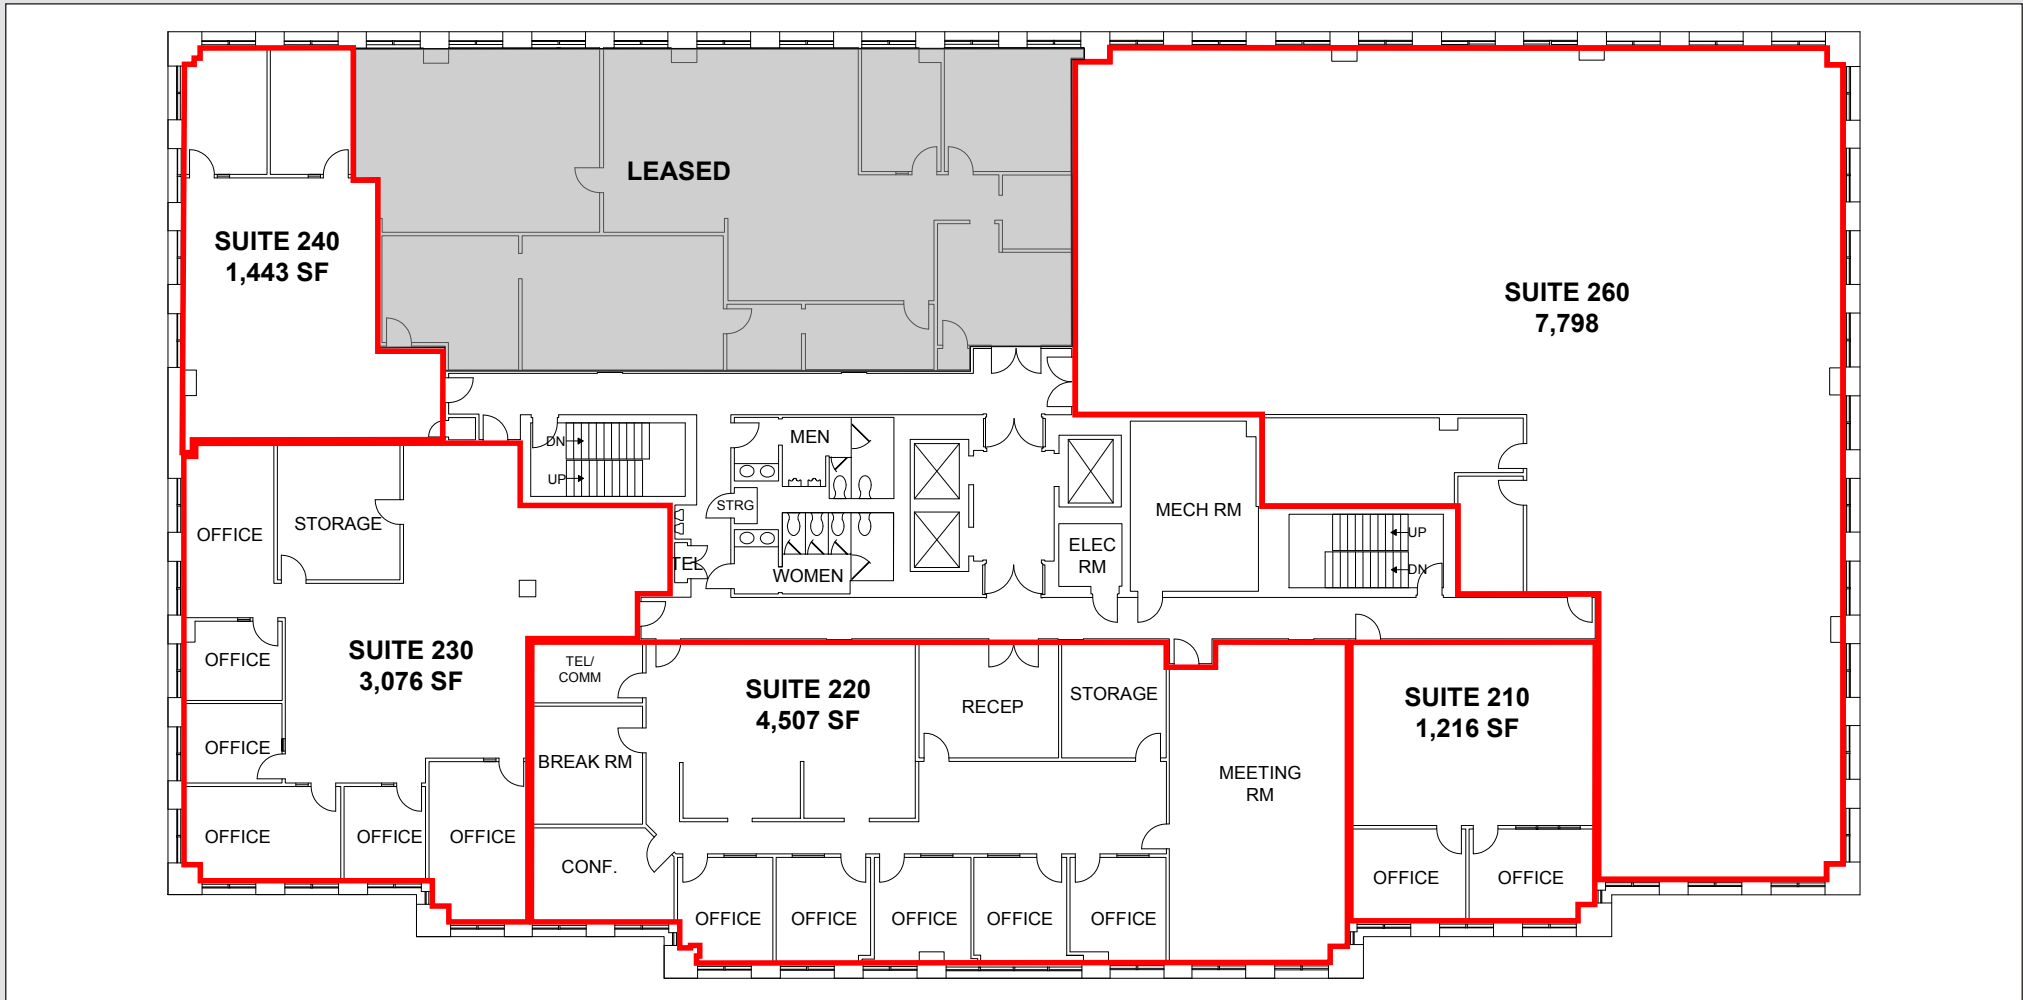 LEASED
SUITE 240
1,443 SF
SUITE 260
7,798
DN
UP
MEN
STRG
WOMEN
TEL
ELEC
RM
MECH RM
UP
DN
OFFICE
STORAGE
OFFICE
OFFICE
OFFICE
OFFICE
OFFICE
SUITE 230
3,076 SF
TEL/
COMM
BREAK RM
CONF.
SUITE 220
4,507 SF
RECEP
STORAGE
MEETING
RM
OFFICE
OFFICE
OFFICE
OFFICE
OFFICE
SUITE 210
1,216 SF
OFFICE
OFFICE